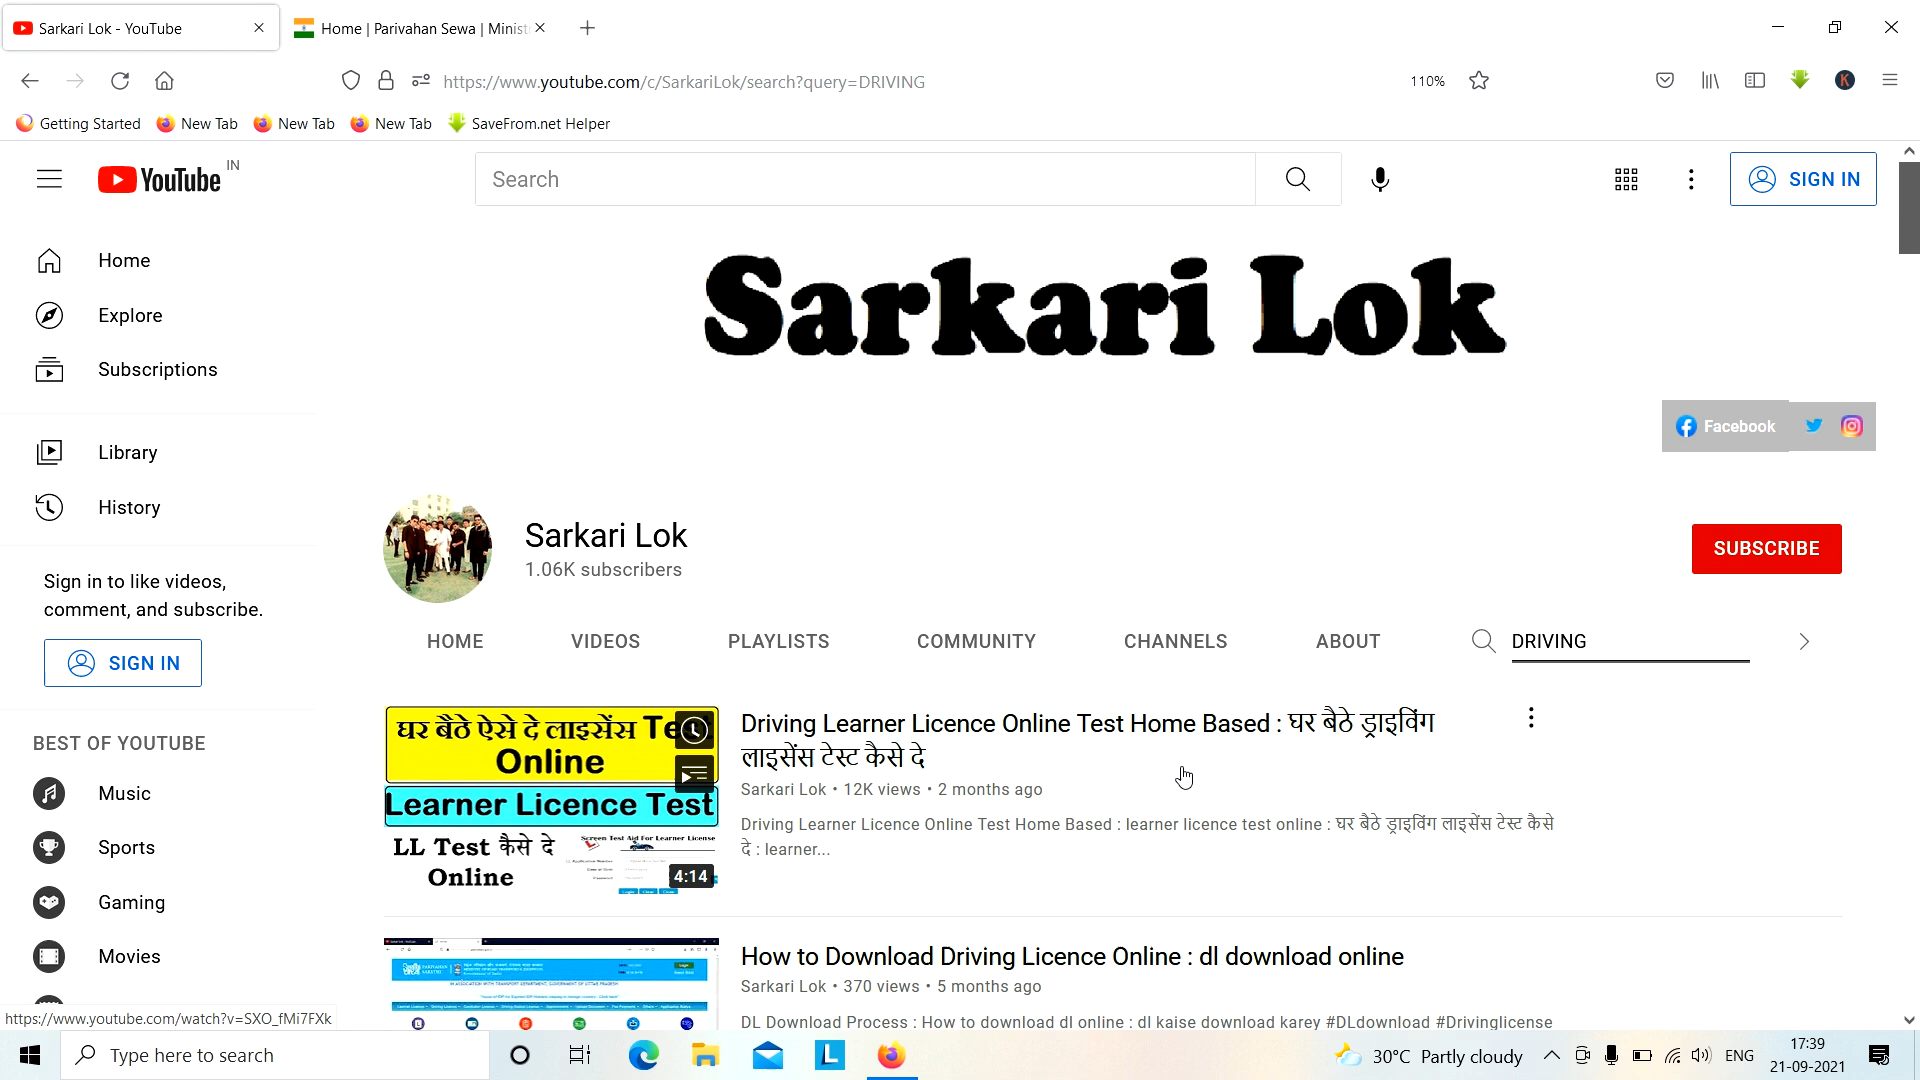 Sarkari Lok - YouTube
Home | Parivahan Sewa | Minist
https://www.youtube.com/c/SarkariLok/search?query=DRIVING
110%
K
Getting Started
New Tab
New Tab
New Tab
SaveFrom.net Helper
YouTube IN
Search
SIGN IN
Home
Explore
Subscriptions
Library
History
Sign in to like videos,
comment, and subscribe.
SIGN IN
BEST OF YOUTUBE
Music
Sports
Gaming
Movies
Sarkari Lok
Facebook
Sarkari Lok
1.06K subscribers
SUBSCRIBE
HOME
VIDEOS
PLAYLISTS
COMMUNITY
CHANNELS
ABOUT
DRIVING
घर बैठे ऐसे दे लाइसेंस Te
Online
Learner Licence Test
LL Test कैसे दे
Online
Screen Test Aid For Learner License
4:14
Driving Learner Licence Online Test Home Based : घर बैठे ड्राइविंग
लाइसेंस टेस्ट कैसे दे
Sarkari Lok • 12K views • 2 months ago
Driving Learner Licence Online Test Home Based : learner licence test online : घर बैठे ड्राइविंग लाइसेंस टेस्ट कैसे
दे : learner...
How to Download Driving Licence Online : dl download online
Sarkari Lok • 370 views • 5 months ago
DL Download Process : How to download dl online : dl kaise download karey #DLdownload #Drivinglicense
https://www.youtube.com/watch?v=SXO_fMi7FXk
Type here to search
L
30°C Partly cloudy
ENG
17:39
21-09-2021